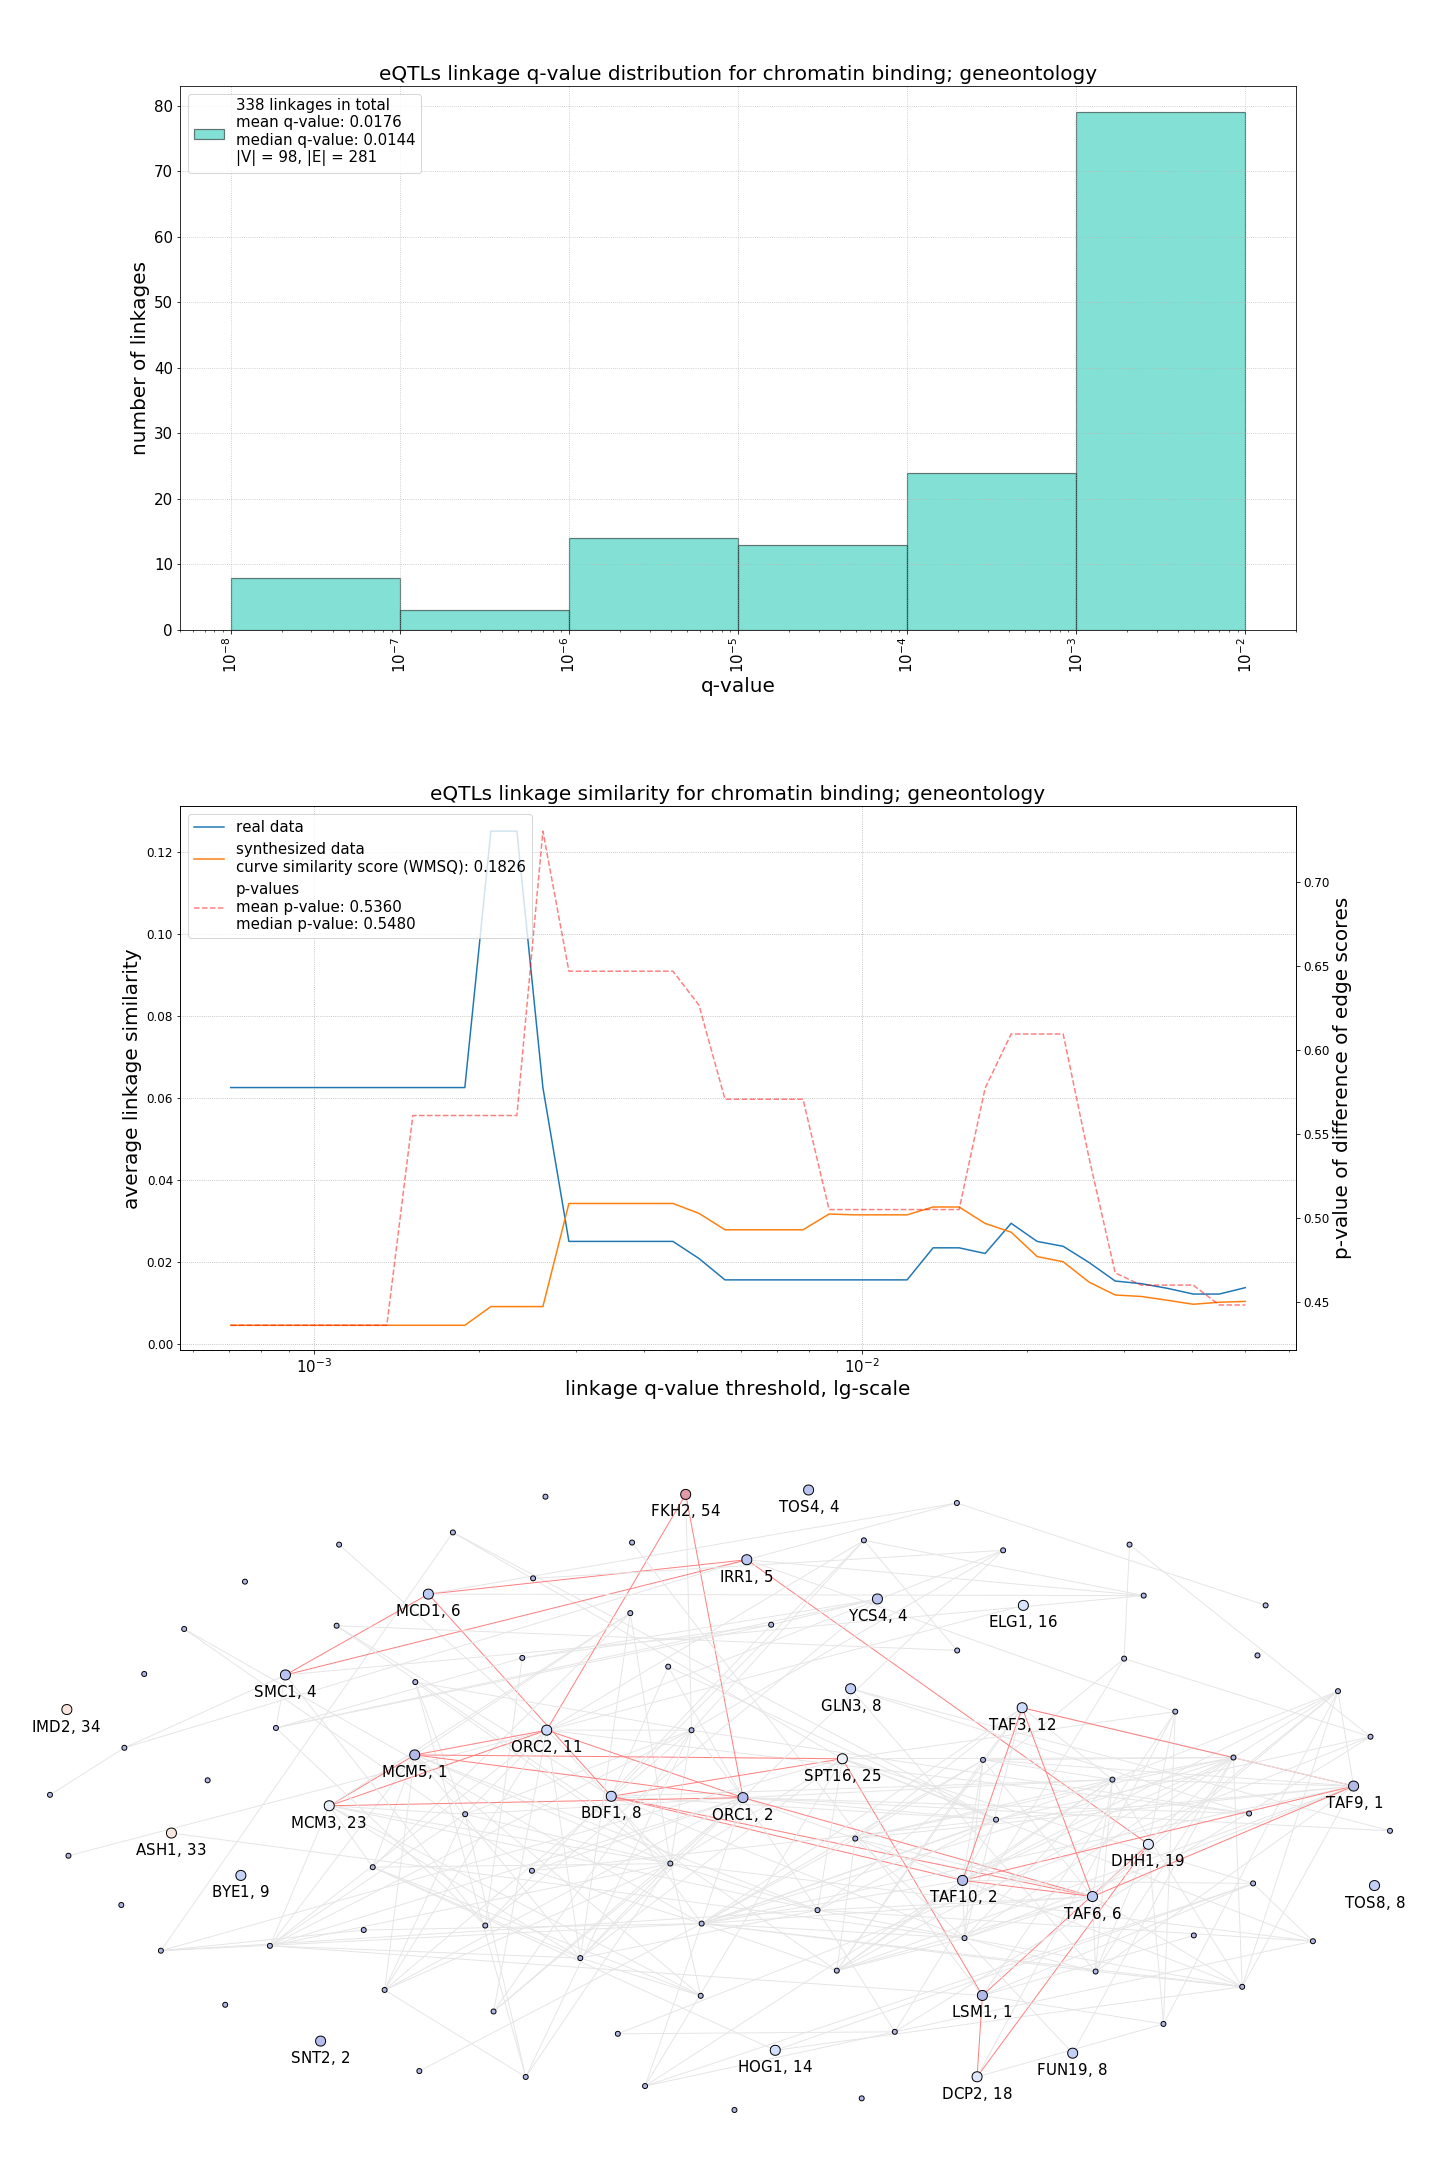 eQTLs linkage q-value distribution for chromatin binding; geneontology
338 linkages in total
mean q-value: 0.0176
median q-value: 0.0144
|V| = 98, |E| = 281
number of linkages
80
70
60
50
40
30
20
10
0
10⁻⁸ 10⁻⁷ 10⁻⁶ 10⁻⁵ 10⁻⁴ 10⁻³ 10⁻²
q-value
eQTLs linkage similarity for chromatin binding; geneontology
real data
synthesized data
curve similarity score (WMSQ): 0.1826
p-values
mean p-value: 0.5360
median p-value: 0.5480
average linkage similarity
0.12
0.10
0.08
0.06
0.04
0.02
0.00
0.70
0.65
0.60
0.55
0.50
0.45
p-value of difference of edge scores
10⁻³ 10⁻²
linkage q-value threshold, lg-scale
FKH2, 54
TOS4, 4
IRR1, 5
MCD1, 6
YCS4, 4
ELG1, 16
SMC1, 4
GLN3, 8
IMD2, 34
TAF3, 12
ORC2, 11
MCM5, 1
SPT16, 25
TAF9, 1
BDF1, 8
ORC1, 2
MCM3, 23
ASH1, 33
DHH1, 19
BYE1, 9
TAF10, 2
TOS8, 8
TAF6, 6
LSM1, 1
SNT2, 2
HOG1, 14
FUN19, 8
DCP2, 18